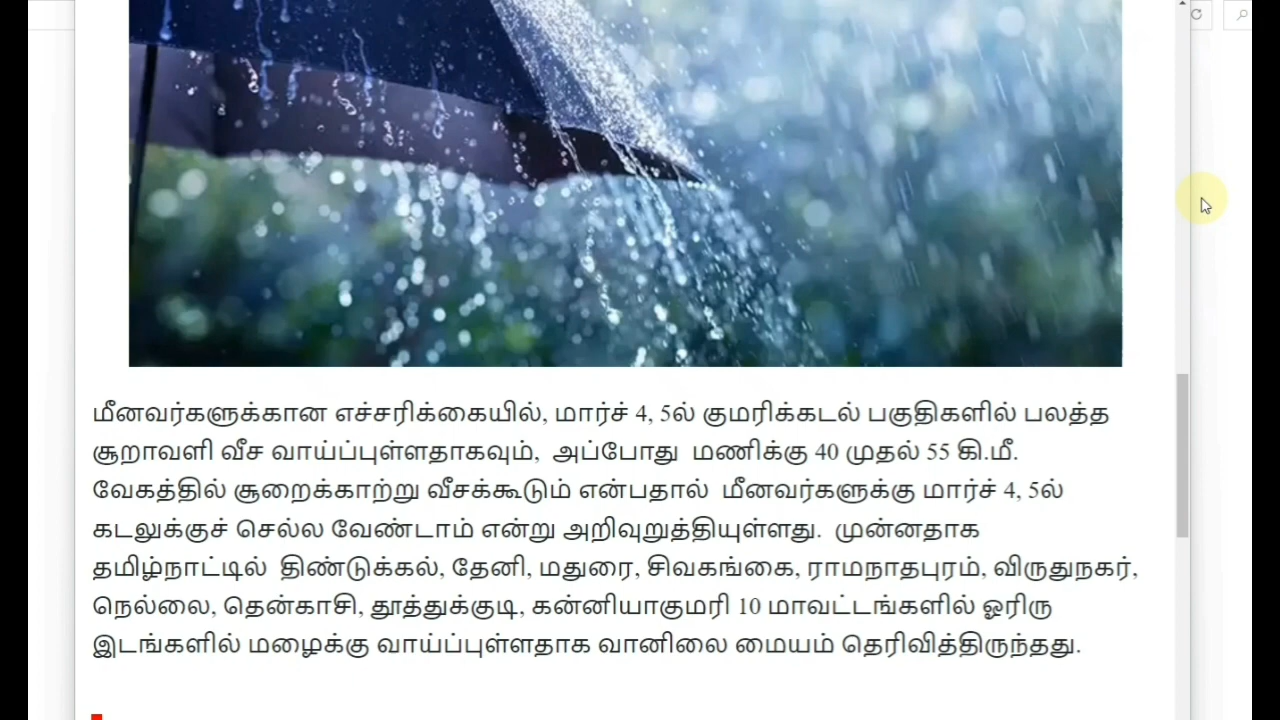 மீனவர்களுக்கான எச்சரிக்கையில், மார்ச் 4, 5ல் குமரிக்கடல் பகுதிகளில் பலத்த
சூறாவளி வீச வாய்ப்புள்ளதாகவும், அப்போது மணிக்கு 40 முதல் 55 கி.மீ.
வேகத்தில் சூறைக்காற்று வீசக்கூடும் என்பதால் மீனவர்களுக்கு மார்ச் 4, 5ல்
கடலுக்குச் செல்ல வேண்டாம் என்று அறிவுறுத்தியுள்ளது. முன்னதாக
தமிழ்நாட்டில் திண்டுக்கல், தேனி, மதுரை, சிவகங்கை, ராமநாதபுரம், விருதுநகர்,
நெல்லை, தென்காசி, தூத்துக்குடி, கன்னியாகுமரி 10 மாவட்டங்களில் ஓரிரு
இடங்களில் மழைக்கு வாய்ப்புள்ளதாக வானிலை மையம் தெரிவித்திருந்தது.